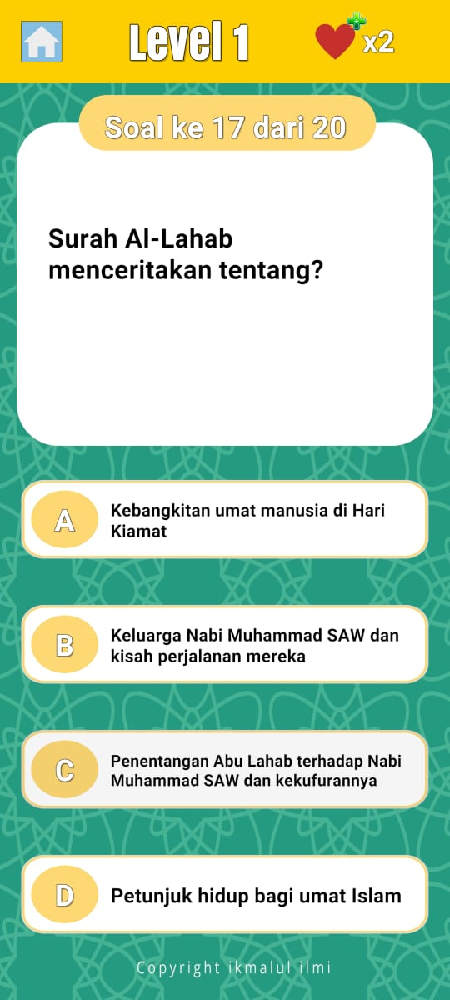 Level 1
x2
Soal ke 17 dari 20
Surah Al-Lahab
menceritakan tentang?
A
Kebangkitan umat manusia di Hari
Kiamat
B
Keluarga Nabi Muhammad SAW dan
kisah perjalanan mereka
C
Penentangan Abu Lahab terhadap Nabi
Muhammad SAW dan kekufurannya
D
Petunjuk hidup bagi umat Islam
Copyright ikmalul ilmi